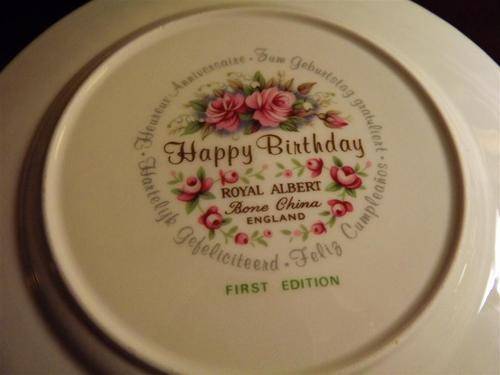 Heureux Anniversaire • Zum Geburtstag gratuliert • Hartelijk Gefeliciteerd • Feliz Cumpleaños •
Happy Birthday
ROYAL ALBERT
Bone China
ENGLAND
FIRST EDITION